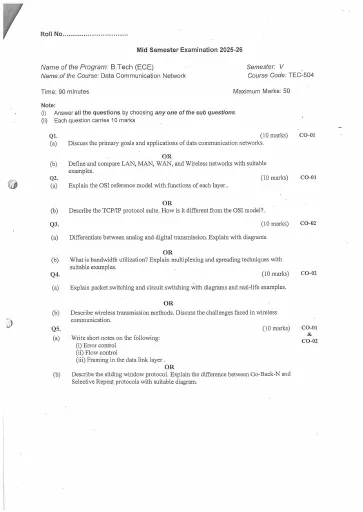 Roll No..............................
Mid Semester Examination 2025-26
Name of the Program: B.Tech (ECE) Semester: V
Name of the Course: Data Communication Network Course Code: TEC-504
Time: 90 minutes Maximum Marks: 50
Note:
(i) Answer all the questions by choosing any one of the sub questions
(ii) Each question carries 10 marks
Q1. (10 marks) CO-01
(a) Discuss the primary goals and applications of data communication networks.
OR
(b) Define and compare LAN, MAN, WAN, and Wireless networks with suitable
examples.
Q2. (10 marks) CO-01
(a) Explain the OSI reference model with functions of each layer..
OR
(b) Describe the TCP/IP protocol suite. How is it different from the OSI model?.
Q3. (10 marks) CO-02
(a) Differentiate between analog and digital transmission. Explain with diagrams.
OR
(b) What is bandwidth utilization? Explain multiplexing and spreading techniques with
suitable examples.
Q4. (10 marks) CO-02
(a) Explain packet switching and circuit switching with diagrams and real-life examples.
OR
(b) Describe wireless transmission methods. Discuss the challenges faced in wireless
communication.
Q5. (10 marks) CO-01
&
CO-02
(a) Write short notes on the following:
(i) Error control
(ii) Flow control
(iii) Framing in the data link layer .
OR
(b) Describe the sliding window protocol. Explain the difference between Go-Back-N and
Selective Repeat protocols with suitable diagram.